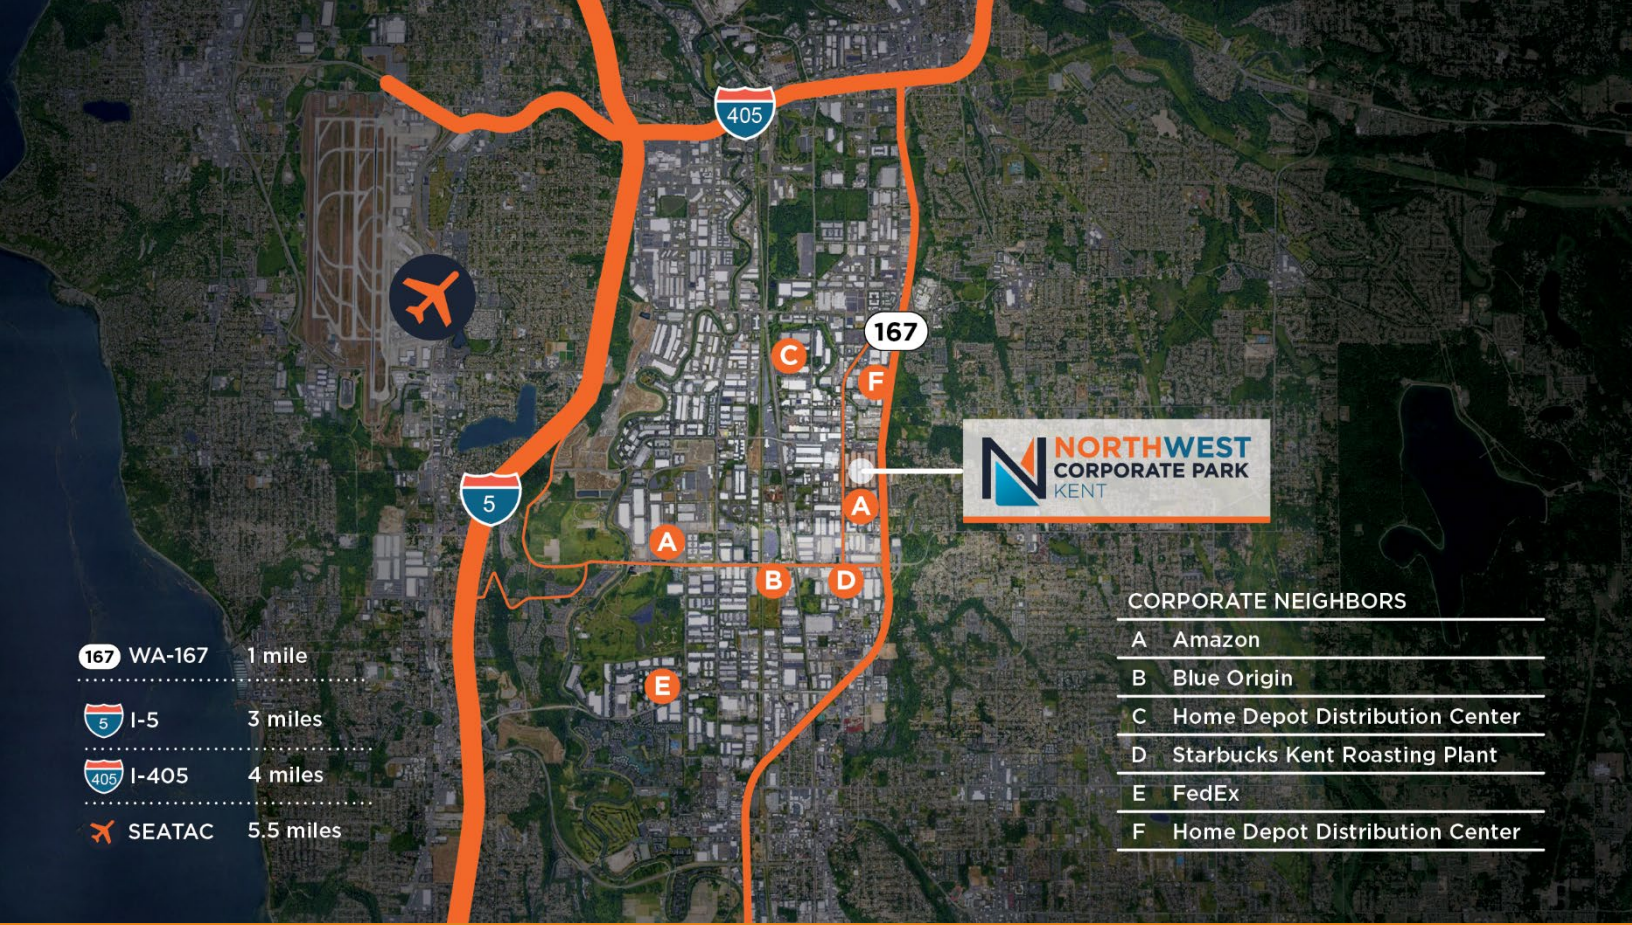 405
167
C
F
NORTHWEST
CORPORATE PARK
KENT
5
A
A
B
D
E
167 WA-167 1 mile
5 I-5 3 miles
405 I-405 4 miles
SEATAC 5.5 miles
CORPORATE NEIGHBORS
A Amazon
B Blue Origin
C Home Depot Distribution Center
D Starbucks Kent Roasting Plant
E FedEx
F Home Depot Distribution Center